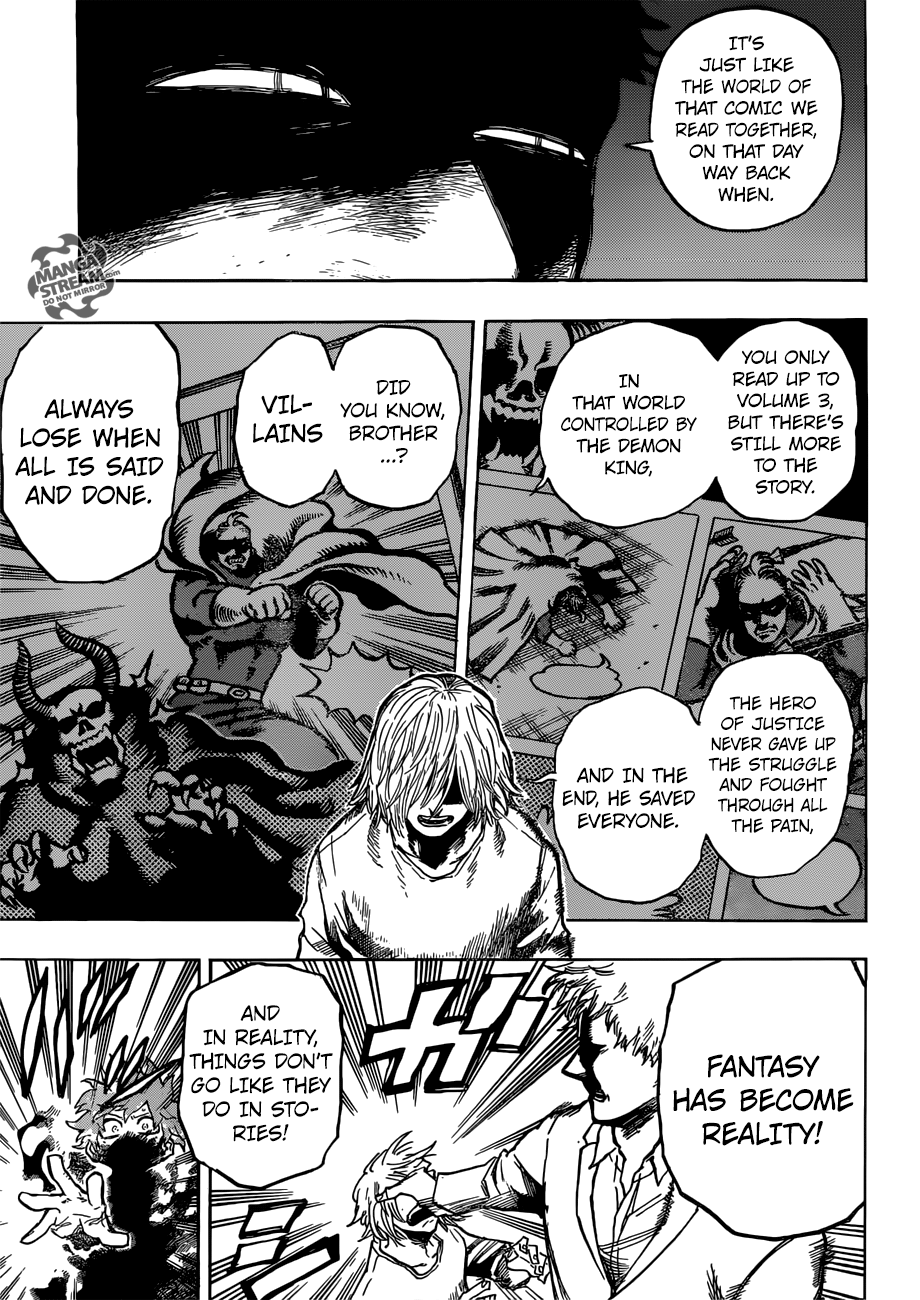 IT'S
JUST LIKE
THE WORLD OF
THAT COMIC WE
READ TOGETHER,
ON THAT DAY
WAY BACK
WHEN.
MANGA
STREAM.com
DO NOT MIRROR
YOU ONLY
READ UP TO
VOLUME 3,
BUT THERE'S
STILL MORE
TO THE
STORY.
IN
THAT WORLD
CONTROLLED BY
THE DEMON
KING,
THE HERO
OF JUSTICE
NEVER GAVE UP
THE STRUGGLE
AND FOUGHT
THROUGH ALL
THE PAIN,
AND IN THE
END, HE SAVED
EVERYONE.
DID
YOU KNOW,
BROTHER
...?
VIL-
LAINS
ALWAYS
LOSE WHEN
ALL IS SAID
AND DONE.
FANTASY
HAS BECOME
REALITY!
ガッ
AND
IN REALITY,
THINGS DON'T
GO LIKE THEY
DO IN STO-
RIES!